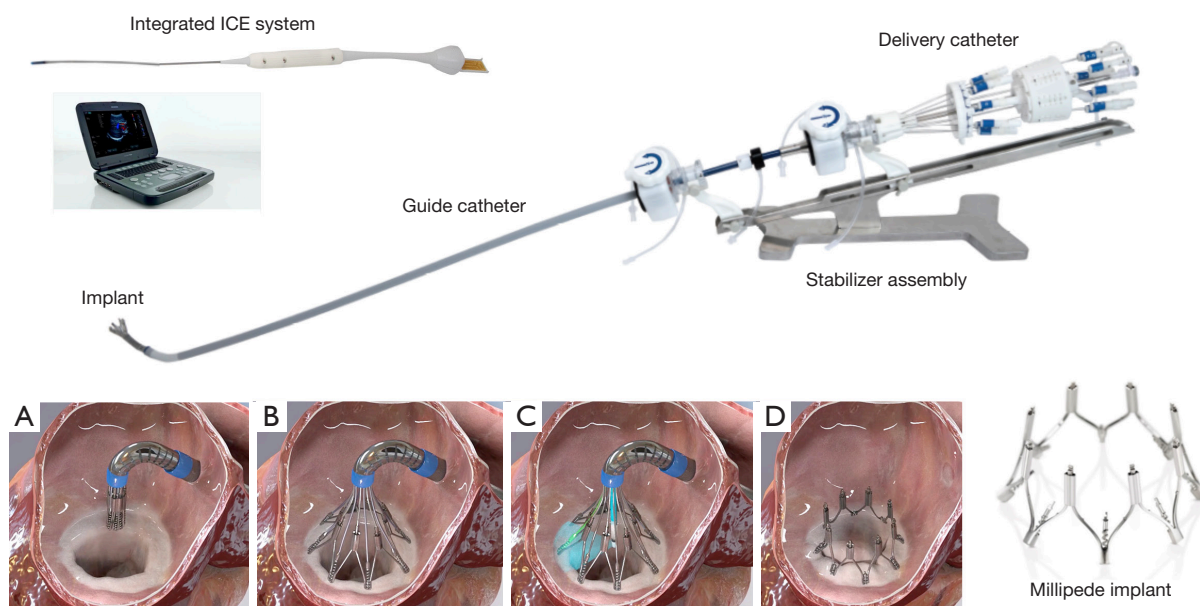 Integrated ICE system
Delivery catheter
Guide catheter
Stabilizer assembly
Implant
A
B
C
D
Millipede implant